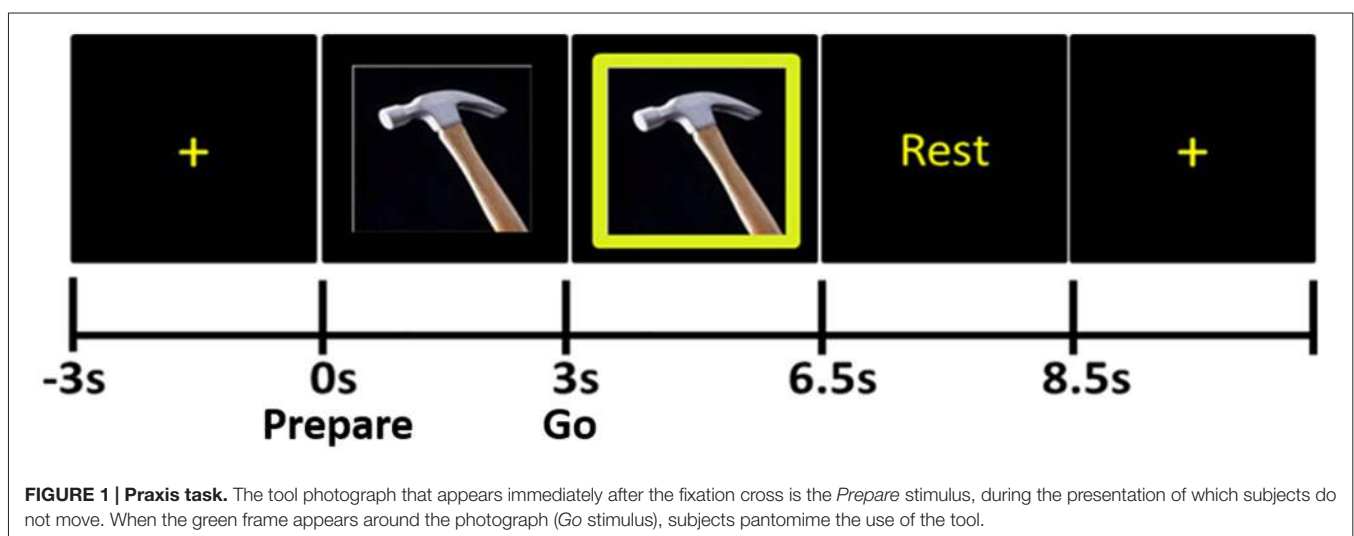 + Rest +
-3s 0s 3s 6.5s 8.5s
Prepare Go
FIGURE 1 | Praxis task. The tool photograph that appears immediately after the fixation cross is the Prepare stimulus, during the presentation of which subjects do
not move. When the green frame appears around the photograph (Go stimulus), subjects pantomime the use of the tool.